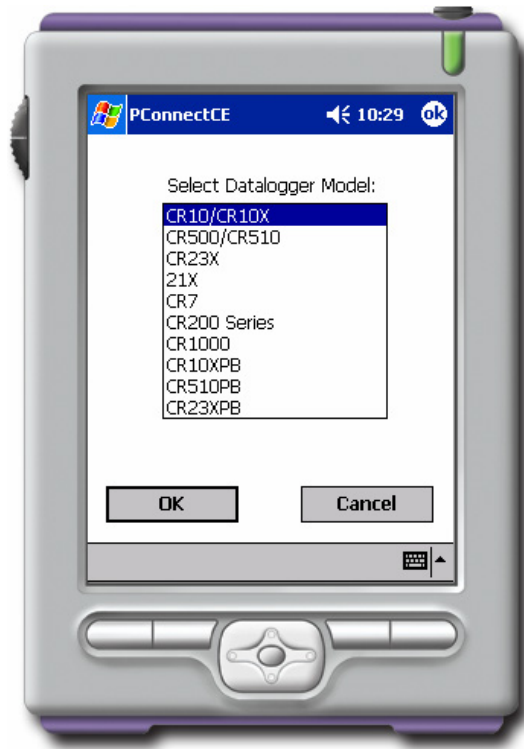 PConnectCE 10:29 ok
Select Datalogger Model:
CR10/CR10X
CR500/CR510
CR23X
21X
CR7
CR200 Series
CR1000
CR10XPB
CR510PB
CR23XPB
OK Cancel